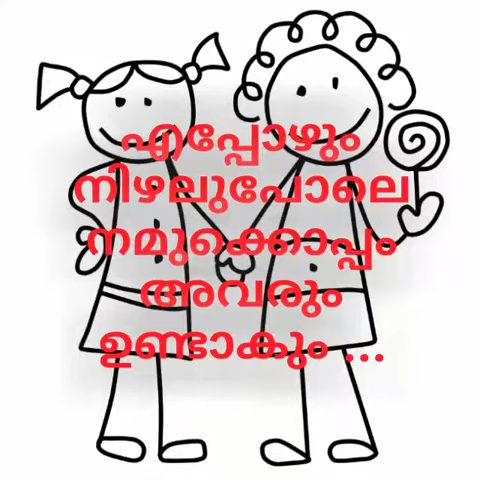 എപ്പോഴും
നിഴലുപോലെ
നമുക്കൊപ്പം
അവരും
ഉണ്ടാകും ...